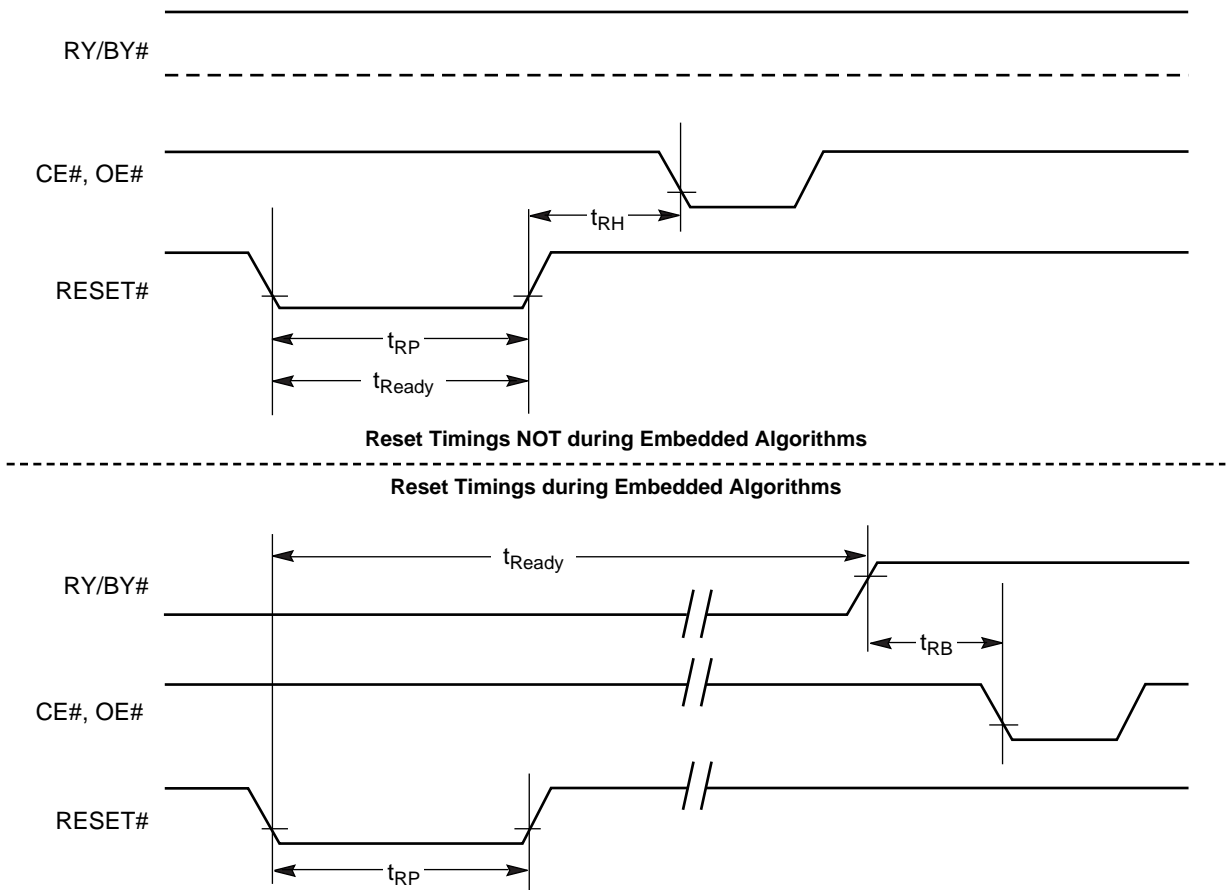 RY/BY#
CE#, OE#
tRH
RESET#
tRP
tReady
Reset Timings NOT during Embedded Algorithms
Reset Timings during Embedded Algorithms
tReady
RY/BY#
tRB
CE#, OE#
RESET#
tRP